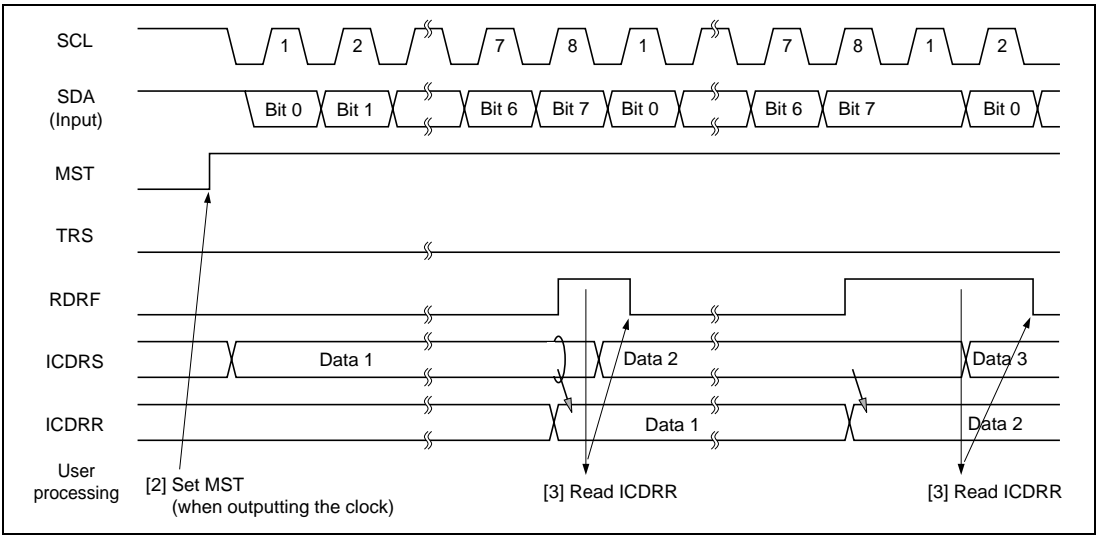 SCL 1 2 7 8 1 7 8 1 2
SDA
(Input)
Bit 0 Bit 1 Bit 6 Bit 7 Bit 0 Bit 6 Bit 7 Bit 0
MST
TRS
RDRF
ICDRS Data 1 Data 2 Data 3
ICDRR Data 1 Data 2
User
processing
[2] Set MST
(when outputting the clock)
[3] Read ICDRR
[3] Read ICDRR